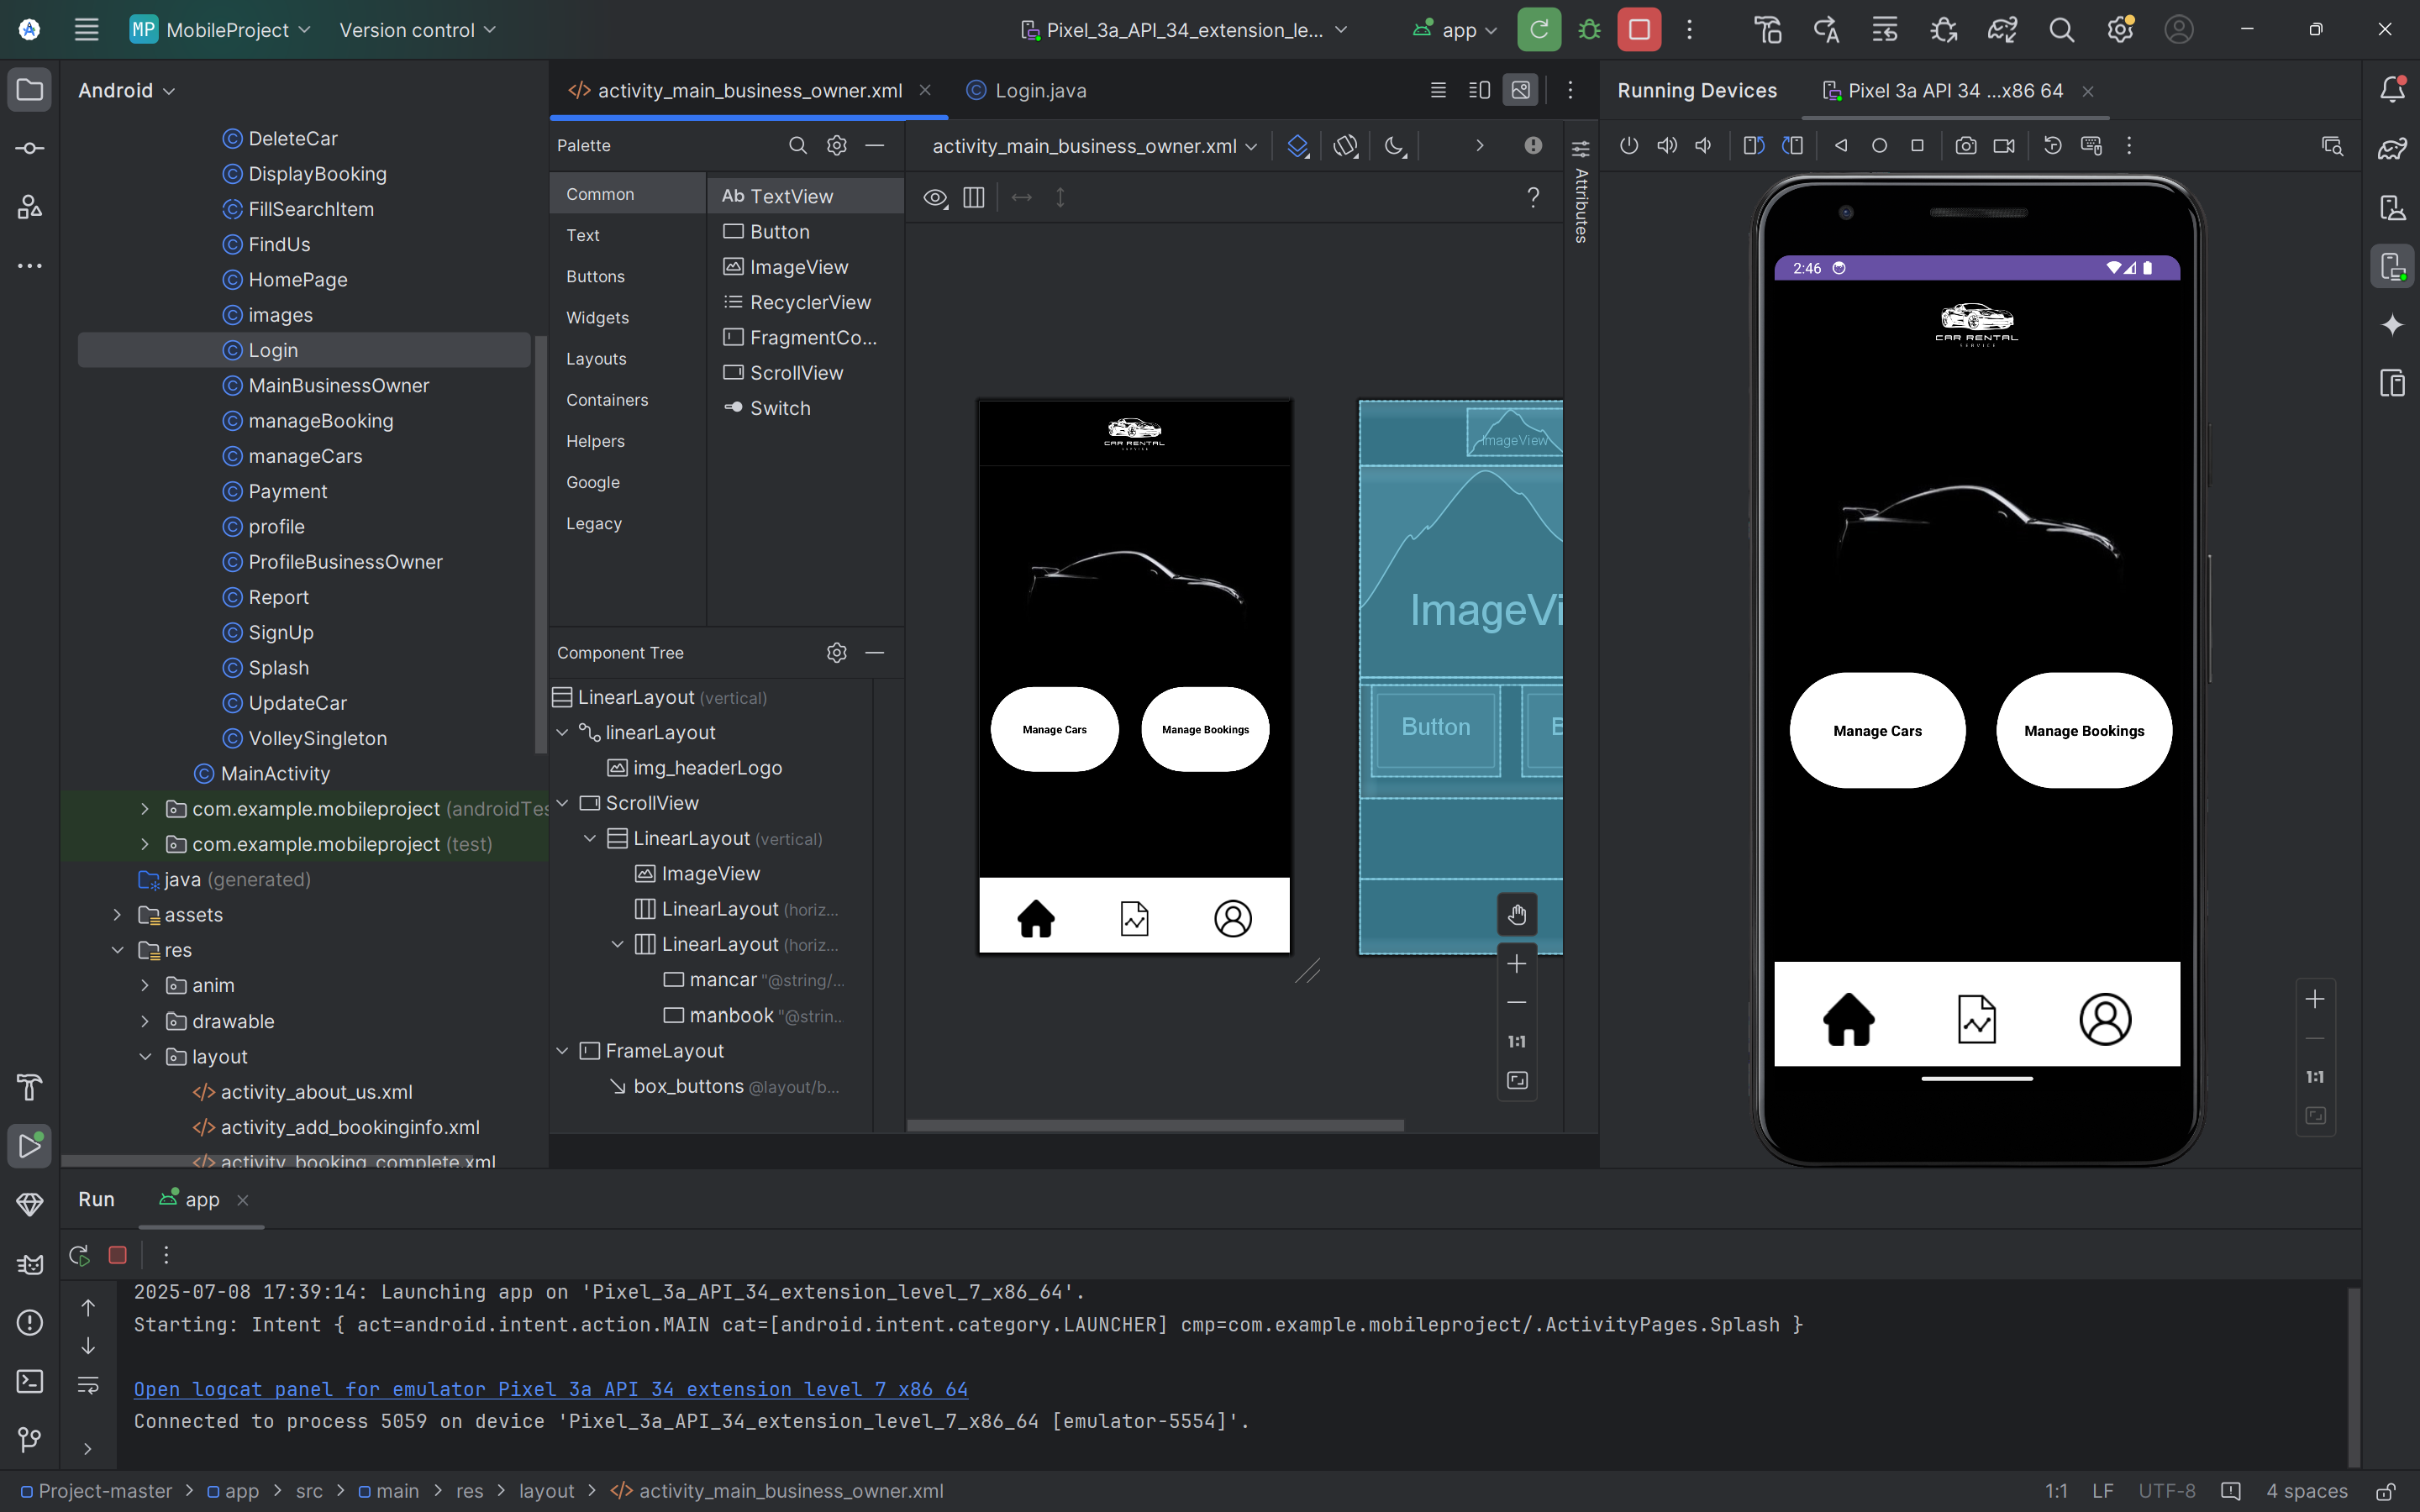 MP MobileProject Version control Pixel_3a_API_34_extension_le... app
Android
DeleteCar
DisplayBooking
FillSearchItem
FindUs
HomePage
images
Login
MainBusinessOwner
manageBooking
manageCars
Payment
profile
ProfileBusinessOwner
Report
SignUp
Splash
UpdateCar
VolleySingleton
MainActivity
com.example.mobileproject (androidTes
com.example.mobileproject (test)
java (generated)
assets
res
anim
drawable
layout
activity_about_us.xml
activity_add_bookinginfo.xml
activity_booking_complete.xml
activity_main_business_owner.xml Login.java
Palette
Common
Text
Buttons
Widgets
Layouts
Containers
Helpers
Google
Legacy
Ab TextView
Button
ImageView
RecyclerView
FragmentCo...
ScrollView
Switch
Component Tree
LinearLayout (vertical)
linearLayout
img_headerLogo
ScrollView
LinearLayout (vertical)
ImageView
LinearLayout (horiz...
LinearLayout (horiz...
mancar "@string/...
manbook "@strin..
FrameLayout
box_buttons @layout/b...
activity_main_business_owner.xml
?
CAR RENTAL
SERVICE
Manage Cars Manage Bookings
ImageView
ImageVi
Button B
1:1
Attributes
Running Devices Pixel 3a API 34 ...x86 64
2:46
CAR RENTAL
SERVICE
Manage Cars Manage Bookings
1:1
Run app
2025-07-08 17:39:14: Launching app on 'Pixel_3a_API_34_extension_level_7_x86_64'.
Starting: Intent { act=android.intent.action.MAIN cat=[android.intent.category.LAUNCHER] cmp=com.example.mobileproject/.ActivityPages.Splash }
Open logcat panel for emulator Pixel 3a API 34 extension level 7 x86 64
Connected to process 5059 on device 'Pixel_3a_API_34_extension_level_7_x86_64 [emulator-5554]'.
Project-master > app > src > main > res > layout > activity_main_business_owner.xml
1:1 LF UTF-8 4 spaces